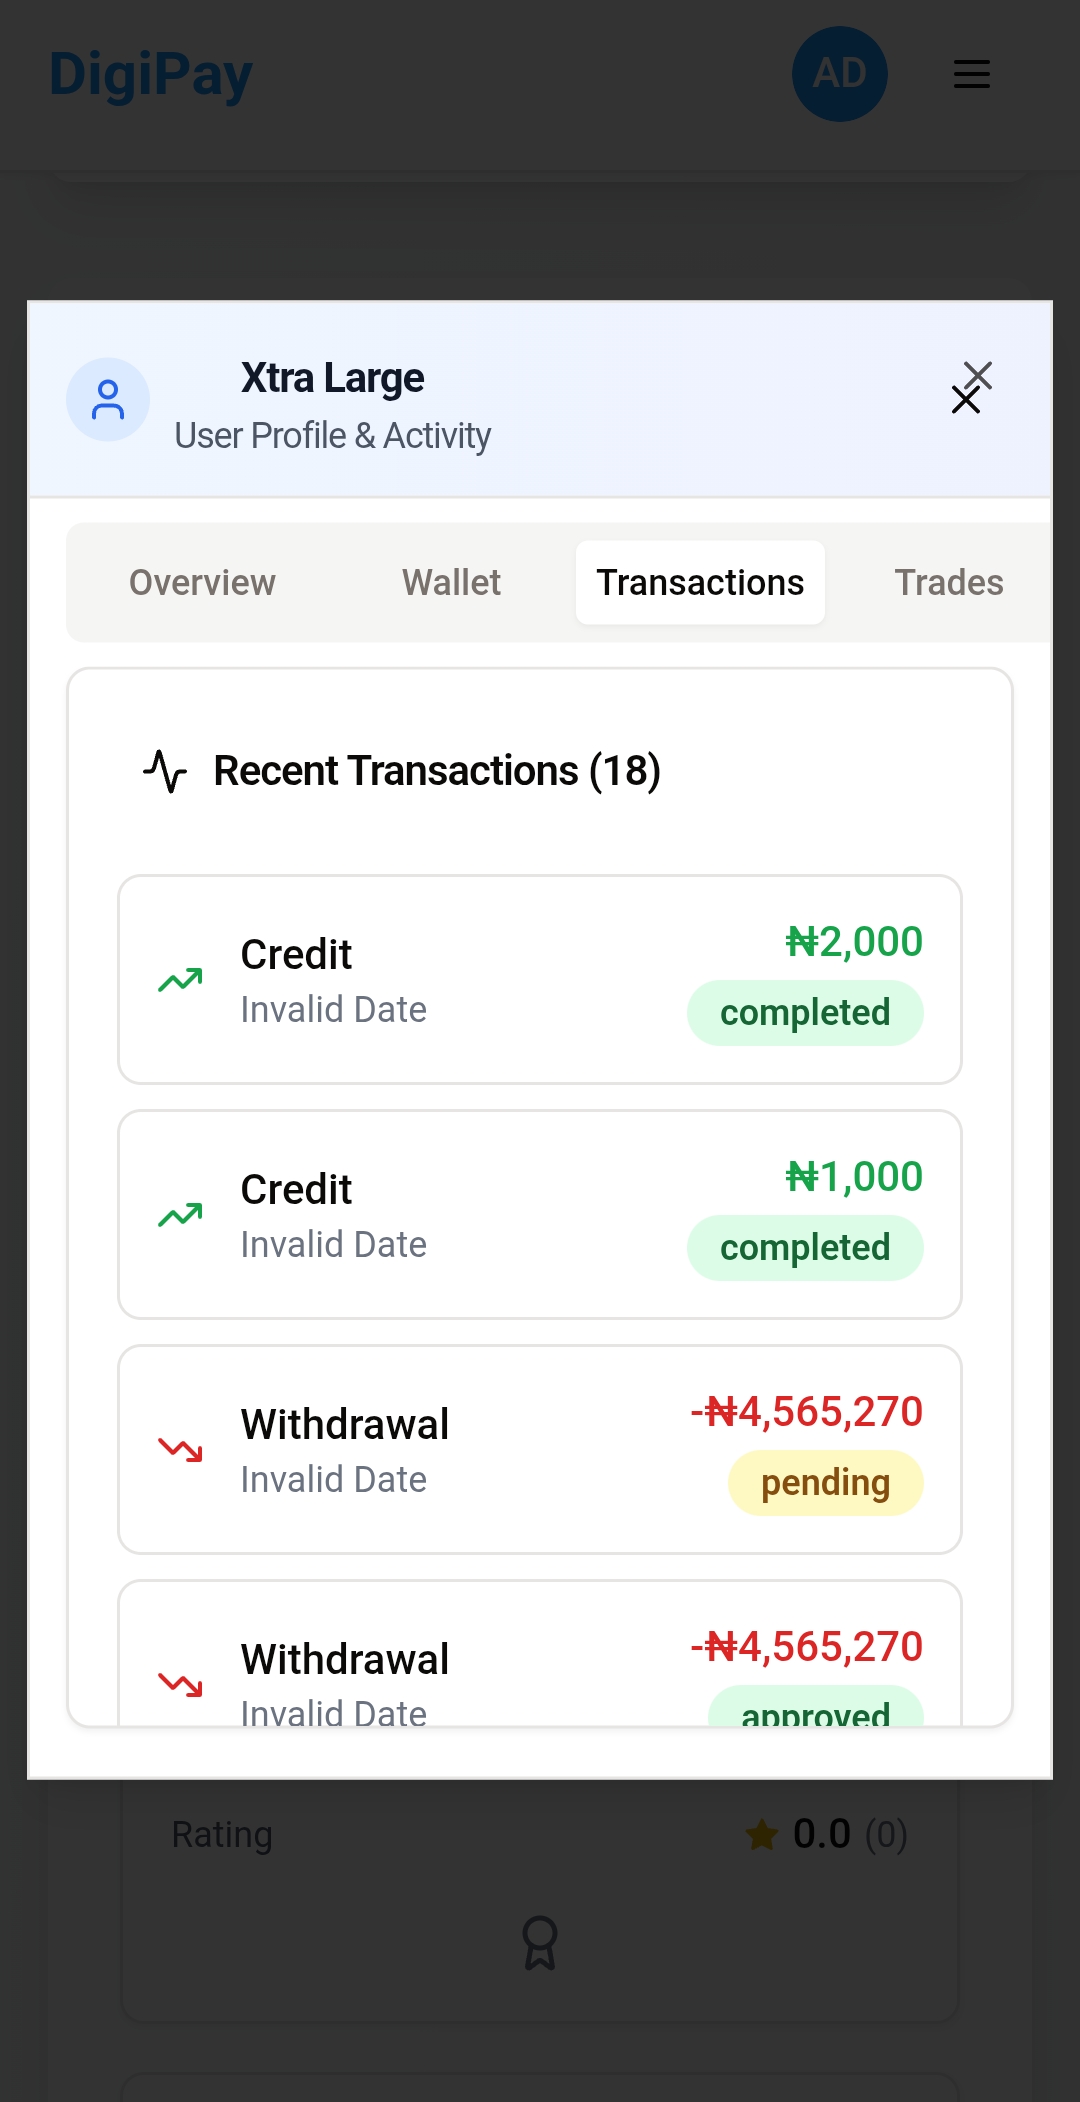 DigiPay
AD
Xtra Large
User Profile & Activity
Overview
Wallet
Transactions
Trades
Recent Transactions (18)
Credit
₦2,000
Invalid Date
completed
Credit
₦1,000
Invalid Date
completed
Withdrawal
-₦4,565,270
Invalid Date
pending
Withdrawal
-₦4,565,270
Invalid Date
approved
Rating
0.0 (0)